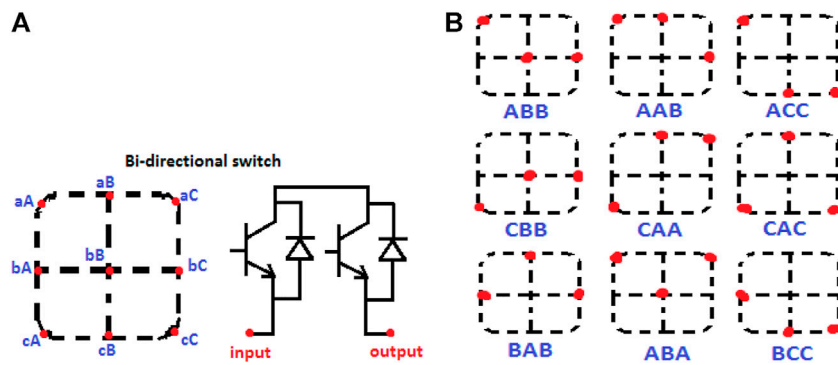 A
Bi-directional switch
aA aB aC
bA bB bC
cA cB cC
input output
B
ABB AAB ACC
CBB CAA CAC
BAB ABA BCC